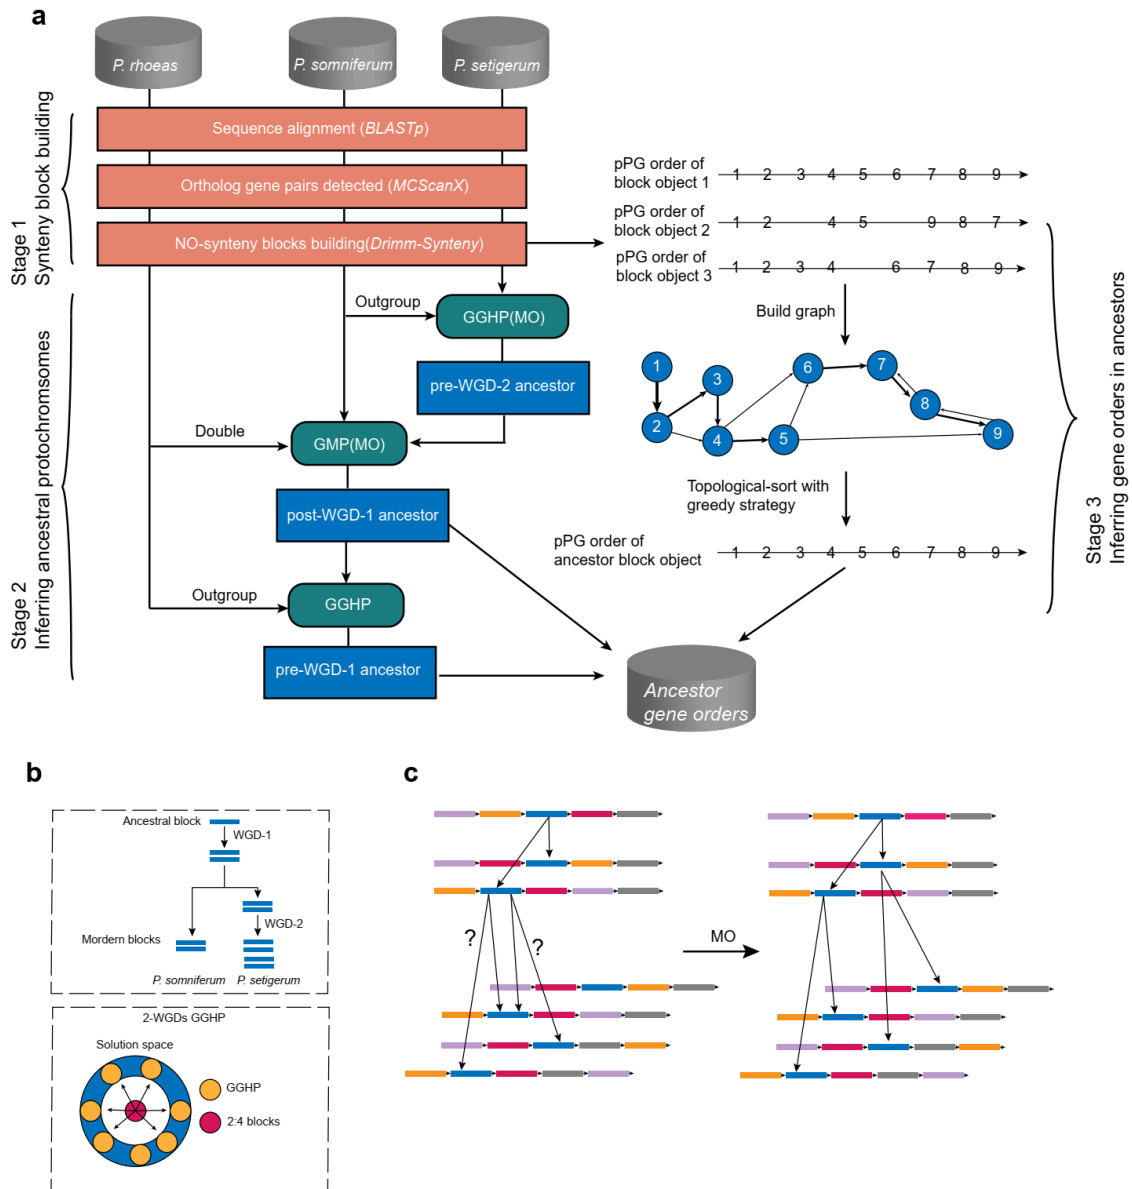 a
P. rhoeas
P. somniferum
P. setigerum
Stage 1
Synteny block building
Sequence alignment (BLASTp)
Ortholog gene pairs detected (MCScanX)
NO-synteny blocks building(Drimm-Synteny)
Stage 2
Inferring ancestral protochromsomes
Outgroup
GGHP(MO)
pre-WGD-2 ancestor
Double
GMP(MO)
post-WGD-1 ancestor
Outgroup
GGHP
pre-WGD-1 ancestor
pPG order of
block object 1
1 2 3 4 5 6 7 8 9
pPG order of
block object 2
1 2 4 5 9 8 7
pPG order of
block object 3
1 2 3 4 6 7 8 9
Build graph
1
2
3
4
5
6
7
8
9
Topological-sort with
greedy strategy
pPG order of
ancestor block object
1 2 3 4 5 6 7 8 9
Stage 3
Inferring gene orders in ancestors
Ancestor
gene orders
b
Ancestral block
WGD-1
WGD-2
Mordern blocks
P. somniferum
P. setigerum
2-WGDs GGHP
Solution space
GGHP
2:4 blocks
c
?
?
MO